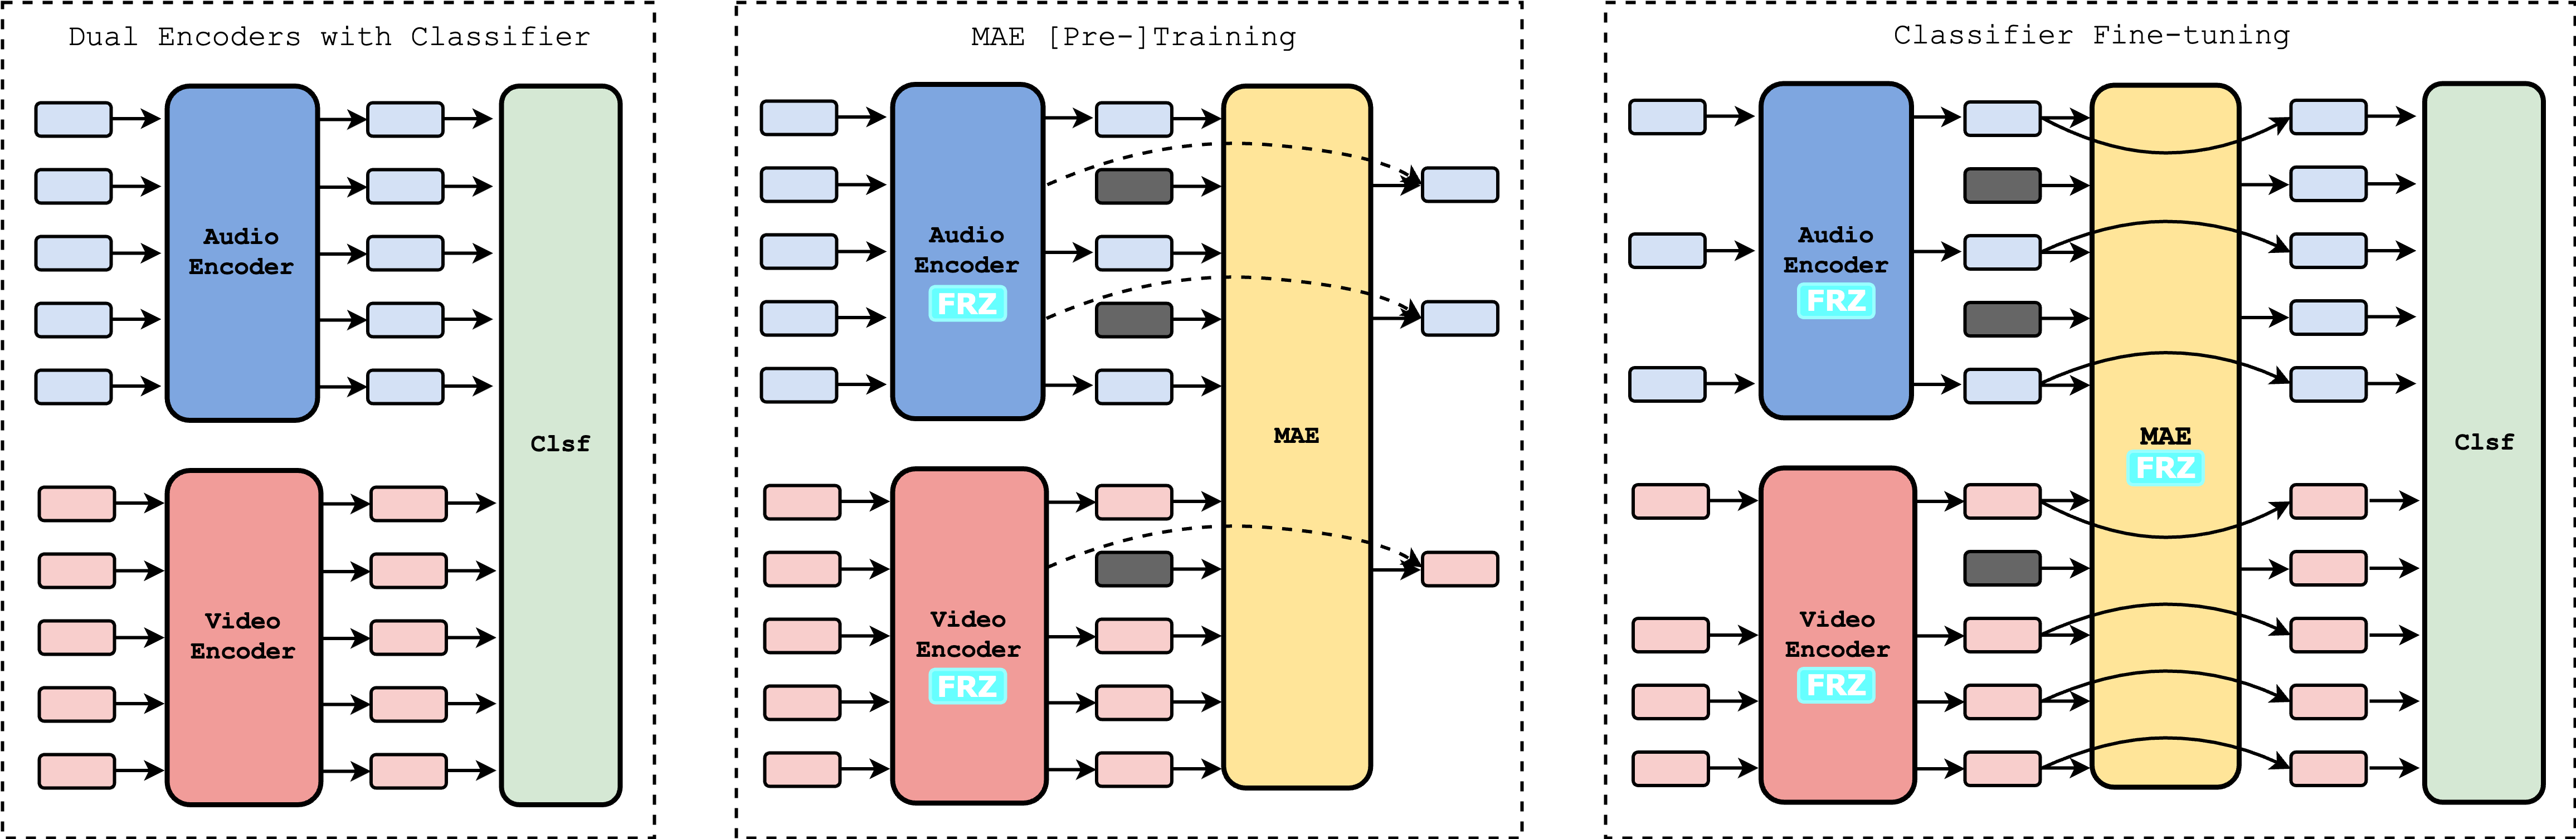 Dual Encoders with Classifier
Audio
Encoder
Clsf
Video
Encoder
MAE [Pre-]Training
Audio
Encoder
FRZ
MAE
Video
Encoder
FRZ
Classifier Fine-tuning
Audio
Encoder
FRZ
MAE
FRZ
Clsf
Video
Encoder
FRZ